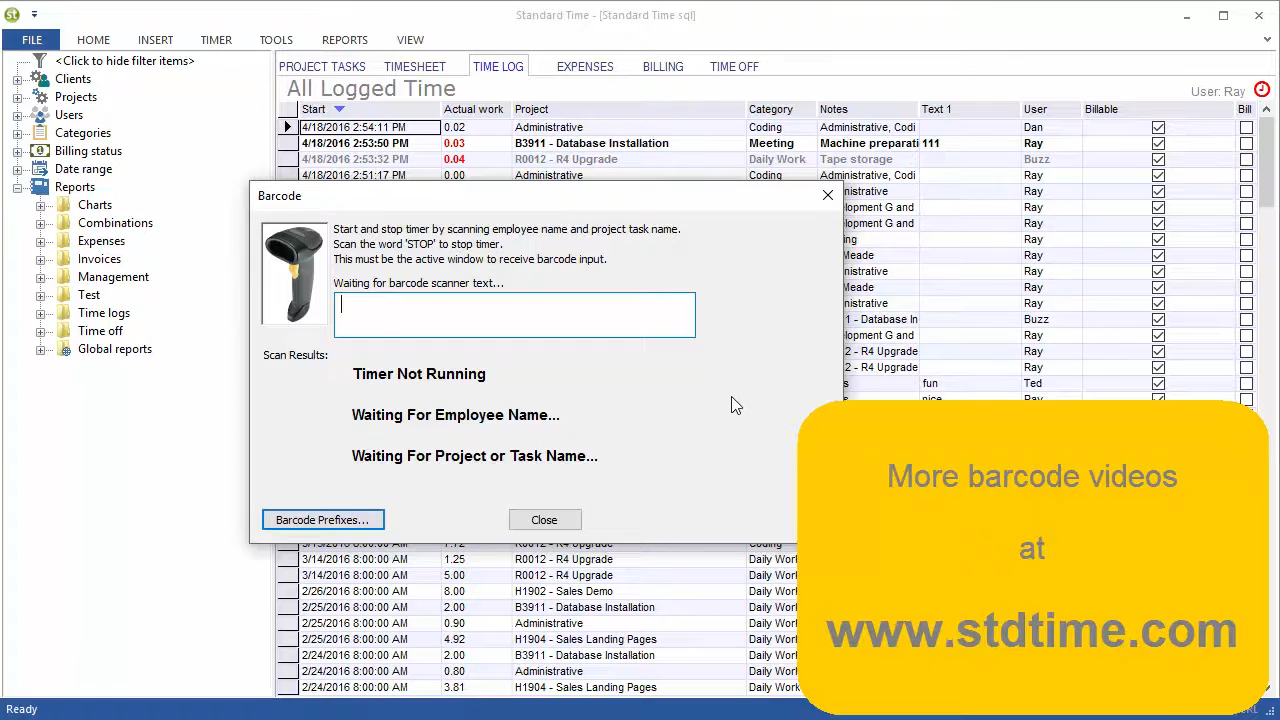 st
Standard Time - [Standard Time sql]
FILE HOME INSERT TIMER TOOLS REPORTS VIEW
<Click to hide filter items>
Clients
Projects
Users
Categories
Billing status
Date range
Reports
Charts
Combinations
Expenses
Invoices
Management
Test
Time logs
Time off
Global reports
PROJECT TASKS TIMESHEET TIME LOG EXPENSES BILLING TIME OFF
All Logged Time
User: Ray
Start Actual work Project Category Notes Text 1 User Billable Bill
4/18/2016 2:54:11 PM 0.02 Administrative Coding Administrative, Codi Dan
4/18/2016 2:53:50 PM 0.03 B3911 - Database Installation Meeting Machine preparati 111 Ray
4/18/2016 2:53:32 PM 0.04 R0012 - R4 Upgrade Daily Work Tape storage Buzz
4/18/2016 2:51:17 PM 0.00 Administrative Coding Administrative, Codi Ray
ministrative Ray
elopment G and Ray
ing Ray
Meade Ray
ministrative Ray
Meade Ray
ministrative Ray
1 - Database In Buzz
elopment G and Ray
2 - R4 Upgrade Ray
2 - R4 Upgrade Ray
s fun Ted
es nice Ray
Barcode
Start and stop timer by scanning employee name and project task name.
Scan the word 'STOP' to stop timer.
This must be the active window to receive barcode input.
Waiting for barcode scanner text...
Scan Results:
Timer Not Running
Waiting For Employee Name...
Waiting For Project or Task Name...
Barcode Prefixes... Close
3/14/2016 8:00:00 AM 1.25 R0012 - R4 Upgrade Daily Work
3/14/2016 8:00:00 AM 5.00 R0012 - R4 Upgrade Daily Work
2/26/2016 8:00:00 AM 8.00 H1902 - Sales Demo Daily Work
2/25/2016 8:00:00 AM 2.00 B3911 - Database Installation Daily Work
2/25/2016 8:00:00 AM 0.90 Administrative Daily Work
2/25/2016 8:00:00 AM 4.92 H1904 - Sales Landing Pages Daily Work
2/24/2016 8:00:00 AM 2.00 B3911 - Database Installation Daily Work
2/24/2016 8:00:00 AM 0.80 Administrative Daily Work
2/24/2016 8:00:00 AM 3.81 H1904 - Sales Landing Pages Daily Work
More barcode videos
at
www.stdtime.com
Ready